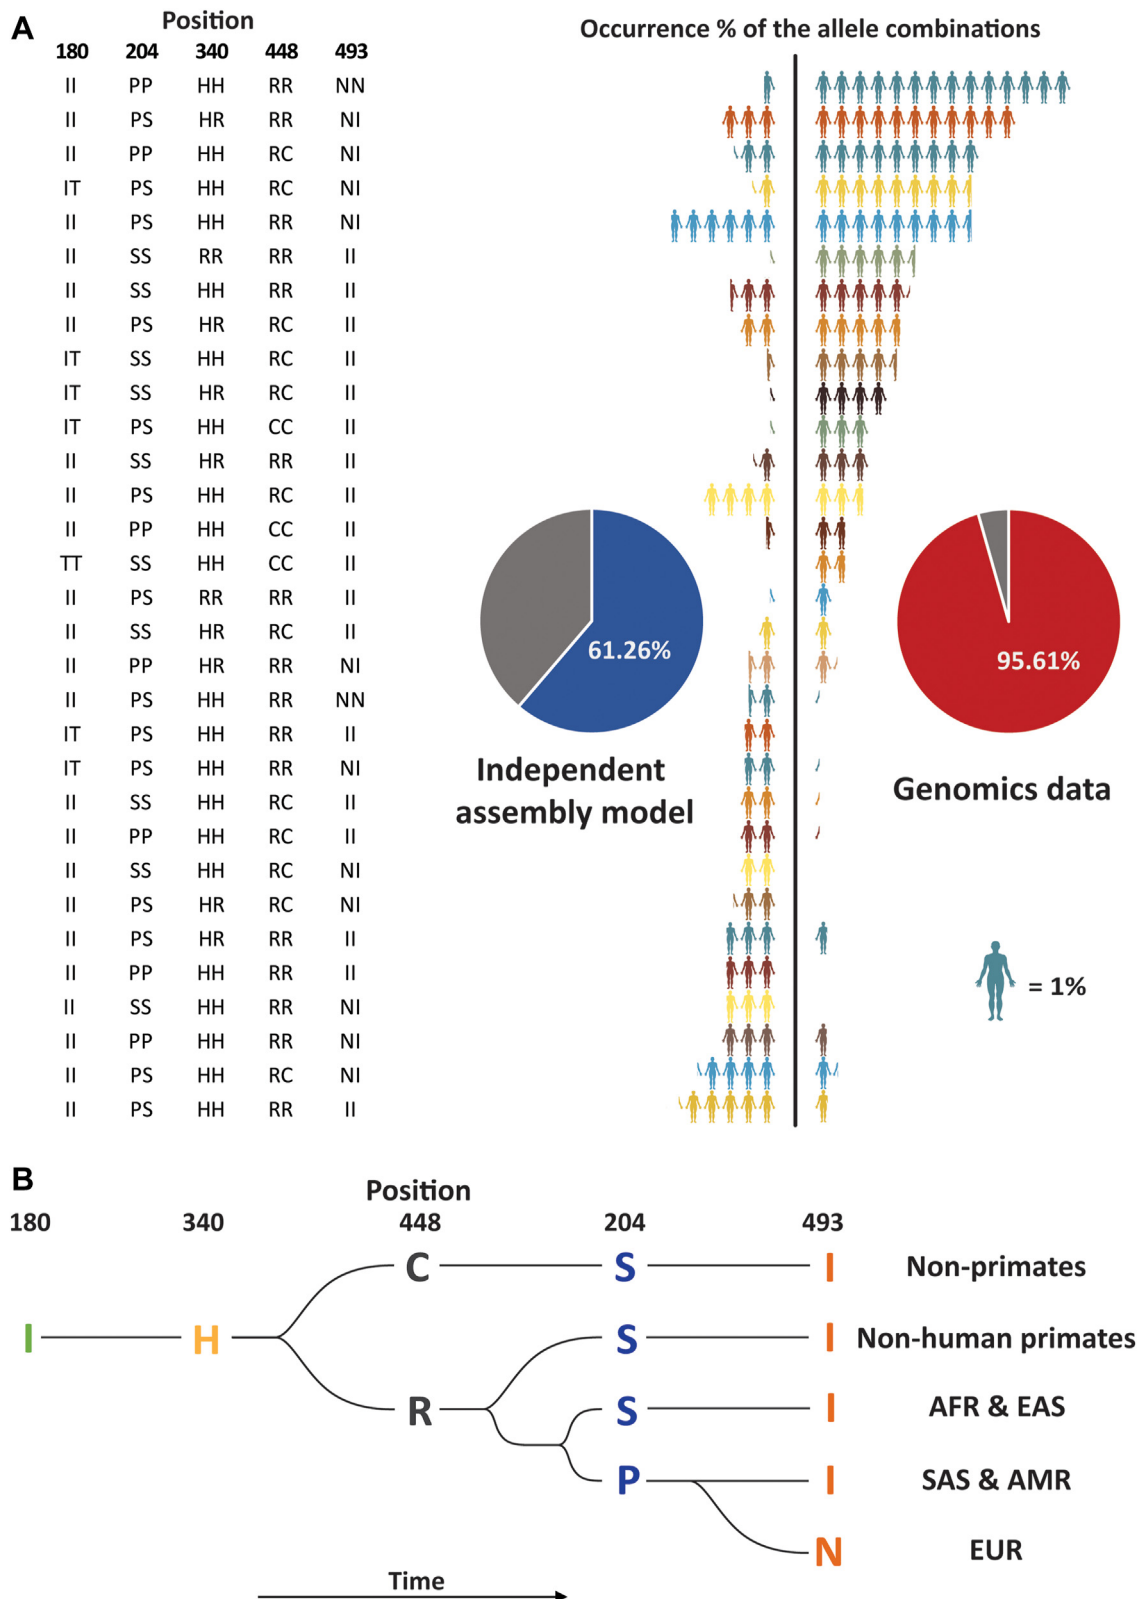 A
Position
Occurrence % of the allele combinations
180 204 340 448 493
II PP HH RR NN
II PS HR RR NI
II PP HH RC NI
IT PS HH RC NI
II PS HH RR NI
II SS RR RR II
II SS HH RR II
II PS HR RC II
IT SS HH RC II
IT SS HR RC II
IT PS HH CC II
II SS HR RR II
II PS HH RC II
II PP HH CC II
TT SS HH CC II
II PS RR RR II
II SS HR RC II
II PP HR RR NI
II PS HH RR NN
IT PS HH RR II
IT PS HH RR NI
II SS HH RC II
II PP HH RC II
II SS HH RC NI
II PS HR RC NI
II PS HR RR II
II PP HH RR II
II SS HH RR NI
II PP HH RR NI
II PS HH RC NI
II PS HH RR II
61.26%
Independent
assembly model
95.61%
Genomics data
= 1%
B
Position
180 340 448 204 493
C S I Non-primates
I H S I Non-human primates
R S I AFR & EAS
P I SAS & AMR
N EUR
Time